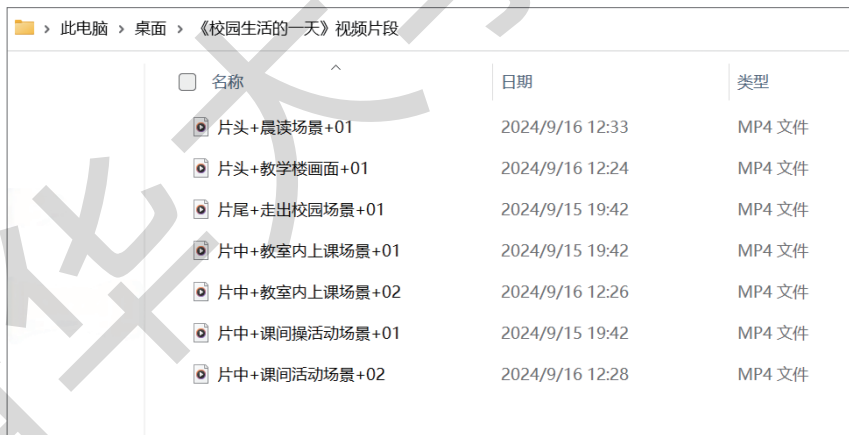 此电脑 > 桌面 > 《校园生活的一天》视频片段
名称 日期 类型
片头+晨读场景+01 2024/9/16 12:33 MP4 文件
片头+教学楼画面+01 2024/9/16 12:24 MP4 文件
片尾+走出校园场景+01 2024/9/15 19:42 MP4 文件
片中+教室内上课场景+01 2024/9/15 19:42 MP4 文件
片中+教室内上课场景+02 2024/9/16 12:26 MP4 文件
片中+课间操活动场景+01 2024/9/15 19:42 MP4 文件
片中+课间活动场景+02 2024/9/16 12:28 MP4 文件